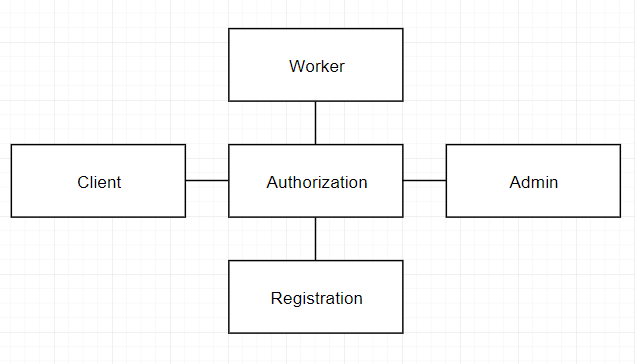 Worker
Client
Authorization
Admin
Registration